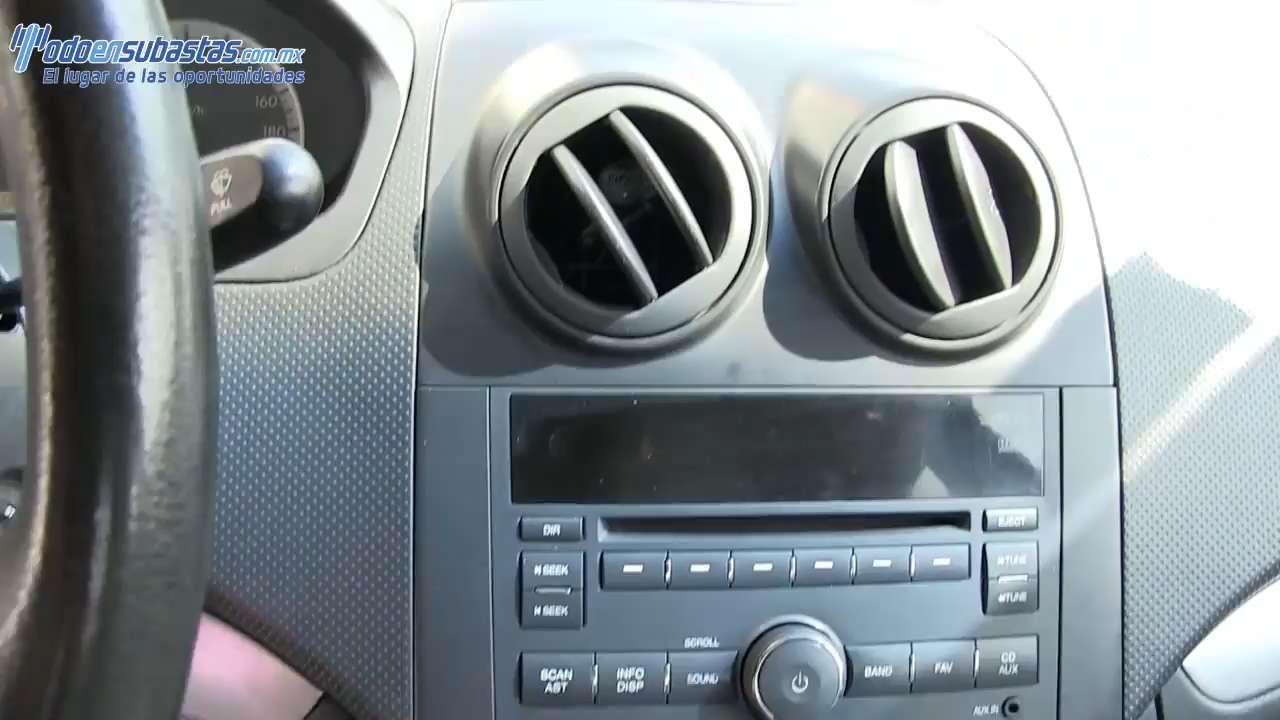 Todoensubastas.com.mx
El lugar de las oportunidades
160
180
PULL
DIR
EJECT
SEEK
TUNE
SEEK
TUNE
SCROLL
SCAN
AST
INFO
DISP
SOUND
BAND
FAV
CD
AUX
AUX IN